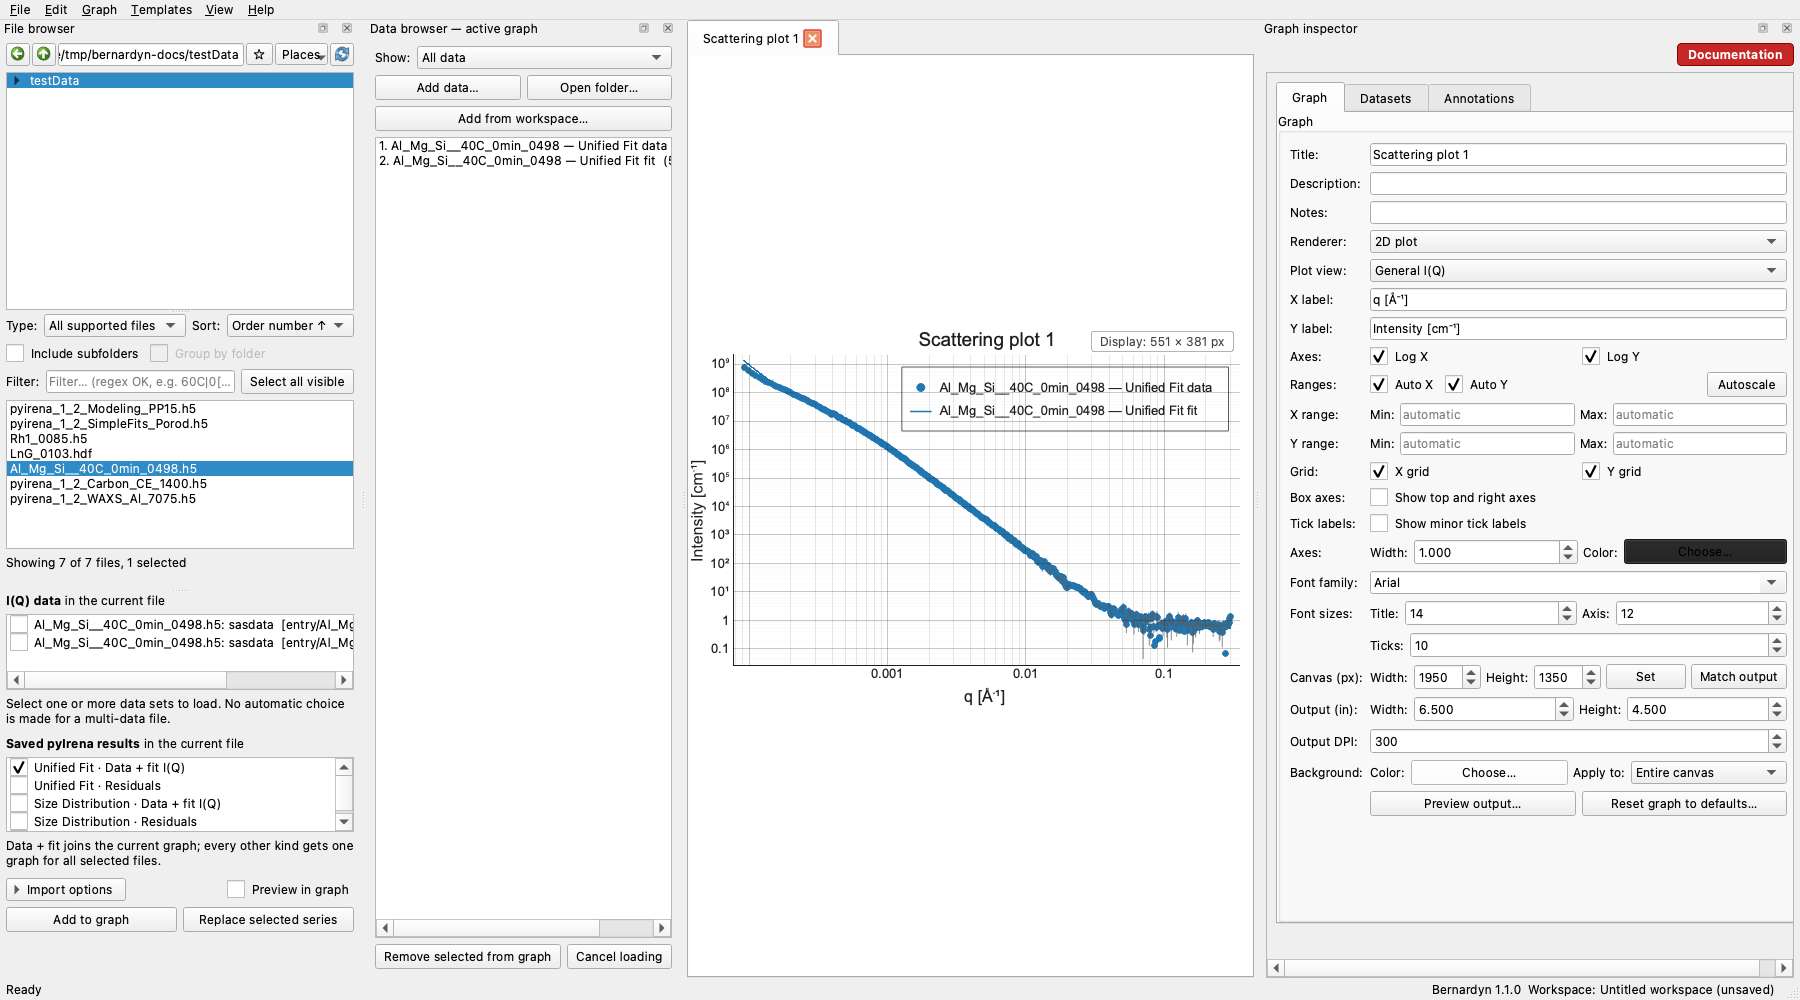 File Edit Graph Templates View Help
File browser
:/tmp/bernardyn-docs/testData
Places
testData
Type: All supported files Sort: Order number ↑
Include subfolders Group by folder
Filter: Filter... (regex OK, e.g. 60C|0[... Select all visible
pyirena_1_2_Modeling_PP15.h5
pyirena_1_2_SimpleFits_Porod.h5
Rh1_0085.h5
LnG_0103.hdf
Al_Mg_Si__40C_0min_0498.h5
pyirena_1_2_Carbon_CE_1400.h5
pyirena_1_2_WAXS_Al_7075.h5
Showing 7 of 7 files, 1 selected
I(Q) data in the current file
Al_Mg_Si__40C_0min_0498.h5: sasdata [entry/Al_Mg
Al_Mg_Si__40C_0min_0498.h5: sasdata [entry/Al_Mg
Select one or more data sets to load. No automatic choice
is made for a multi-data file.
Saved pyIrena results in the current file
Unified Fit · Data + fit I(Q)
Unified Fit · Residuals
Size Distribution · Data + fit I(Q)
Size Distribution · Residuals
Data + fit joins the current graph; every other kind gets one
graph for all selected files.
Import options Preview in graph
Add to graph Replace selected series
Ready
Data browser — active graph
Show: All data
Add data... Open folder...
Add from workspace...
1. Al_Mg_Si__40C_0min_0498 — Unified Fit data
2. Al_Mg_Si__40C_0min_0498 — Unified Fit fit (5
Remove selected from graph Cancel loading
Scattering plot 1
Scattering plot 1
Display: 551 × 381 px
Al_Mg_Si__40C_0min_0498 — Unified Fit data
Al_Mg_Si__40C_0min_0498 — Unified Fit fit
Intensity [cm⁻¹]
10⁹
10⁸
10⁷
10⁶
10⁵
10⁴
10³
10²
10¹
1
0.1
0.001 0.01 0.1
q [Å⁻¹]
Graph inspector
Documentation
Graph Datasets Annotations
Graph
Title: Scattering plot 1
Description:
Notes:
Renderer: 2D plot
Plot view: General I(Q)
X label: q [Å⁻¹]
Y label: Intensity [cm⁻¹]
Axes: Log X Log Y
Ranges: Auto X Auto Y Autoscale
X range: Min: automatic Max: automatic
Y range: Min: automatic Max: automatic
Grid: X grid Y grid
Box axes: Show top and right axes
Tick labels: Show minor tick labels
Axes: Width: 1.000 Color: Choose...
Font family: Arial
Font sizes: Title: 14 Axis: 12
Ticks: 10
Canvas (px): Width: 1950 Height: 1350 Set Match output
Output (in): Width: 6.500 Height: 4.500
Output DPI: 300
Background: Color: Choose... Apply to: Entire canvas
Preview output... Reset graph to defaults...
Bernardyn 1.1.0 Workspace: Untitled workspace (unsaved)